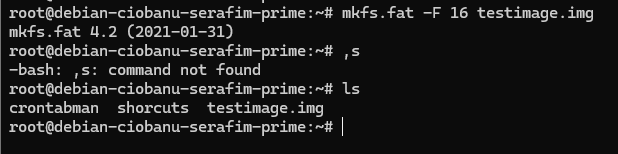 root@debian-ciobanu-serafim-prime:~# mkfs.fat -F 16 testimage.img
mkfs.fat 4.2 (2021-01-31)
root@debian-ciobanu-serafim-prime:~# ,s
-bash: ,s: command not found
root@debian-ciobanu-serafim-prime:~# ls
crontabman  shorcuts  testimage.img
root@debian-ciobanu-serafim-prime:~#